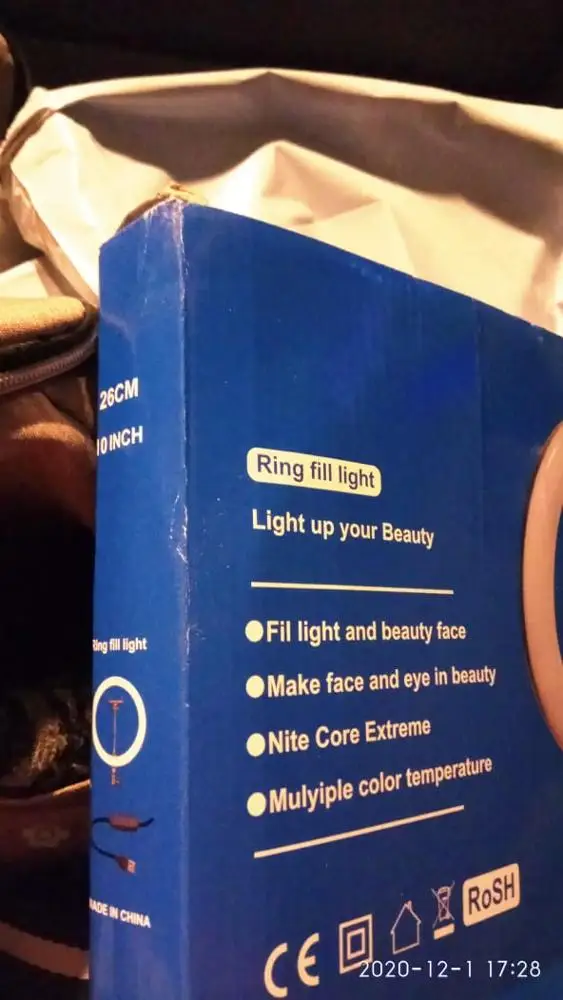 26CM
10 INCH
Ring fill light
MADE IN CHINA
Ring fill light
Light up your Beauty
Fil light and beauty face
Make face and eye in beauty
Nite Core Extreme
Mulyiple color temperature
CE
RoSH
2020-12-1 17:28